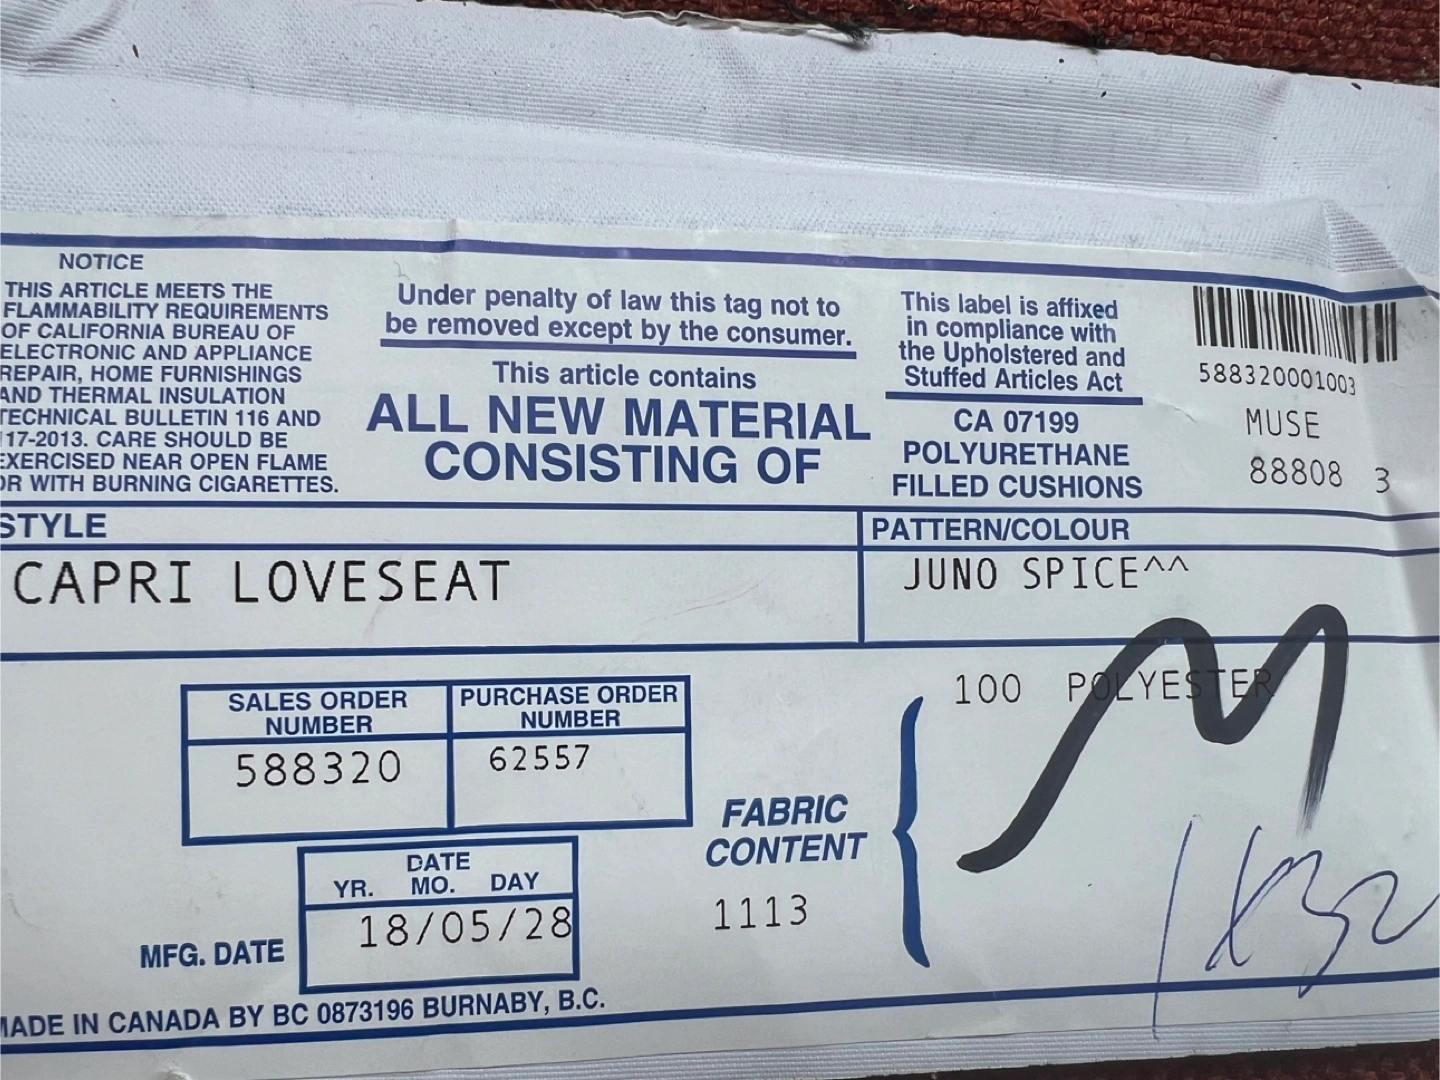 NOTICE
THIS ARTICLE MEETS THE
FLAMMABILITY REQUIREMENTS
OF CALIFORNIA BUREAU OF
ELECTRONIC AND APPLIANCE
REPAIR, HOME FURNISHINGS
AND THERMAL INSULATION
TECHNICAL BULLETIN 116 AND
117-2013. CARE SHOULD BE
EXERCISED NEAR OPEN FLAME
OR WITH BURNING CIGARETTES.
Under penalty of law this tag not to
be removed except by the consumer.
This article contains
ALL NEW MATERIAL
CONSISTING OF
This label is affixed
in compliance with
the Upholstered and
Stuffed Articles Act
CA 07199
POLYURETHANE
FILLED CUSHIONS
588320001003
MUSE
88808 3
STYLE
CAPRI LOVESEAT
PATTERN/COLOUR
JUNO SPICE^^
SALES ORDER
NUMBER
588320
PURCHASE ORDER
NUMBER
62557
100 POLYESTER
FABRIC
CONTENT
1113
DATE
YR. MO. DAY
MFG. DATE
18/05/28
MADE IN CANADA BY BC 0873196 BURNABY, B.C.